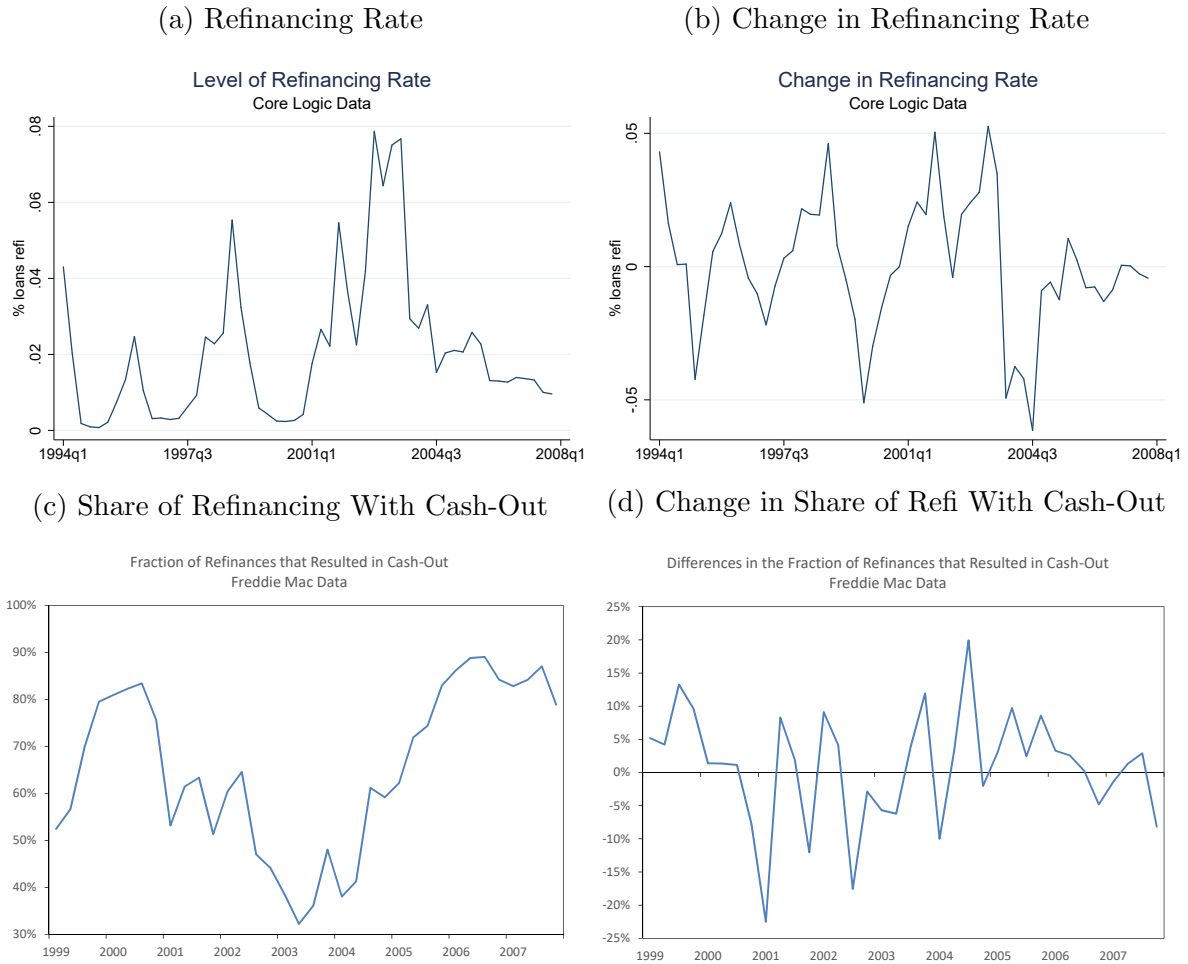 (a) Refinancing Rate
Level of Refinancing Rate
Core Logic Data
% loans refi
.08
.06
.04
.02
0
1994q1 1997q3 2001q1 2004q3 2008q1
(b) Change in Refinancing Rate
Change in Refinancing Rate
Core Logic Data
% loans refi
.05
0
-.05
1994q1 1997q3 2001q1 2004q3 2008q1
(c) Share of Refinancing With Cash-Out
Fraction of Refinances that Resulted in Cash-Out
Freddie Mac Data
100%
90%
80%
70%
60%
50%
40%
30%
1999 2000 2001 2002 2003 2004 2005 2006 2007
(d) Change in Share of Refi With Cash-Out
Differences in the Fraction of Refinances that Resulted in Cash-Out
Freddie Mac Data
25%
20%
15%
10%
5%
0%
-5%
-10%
-15%
-20%
-25%
1999 2000 2001 2002 2003 2004 2005 2006 2007